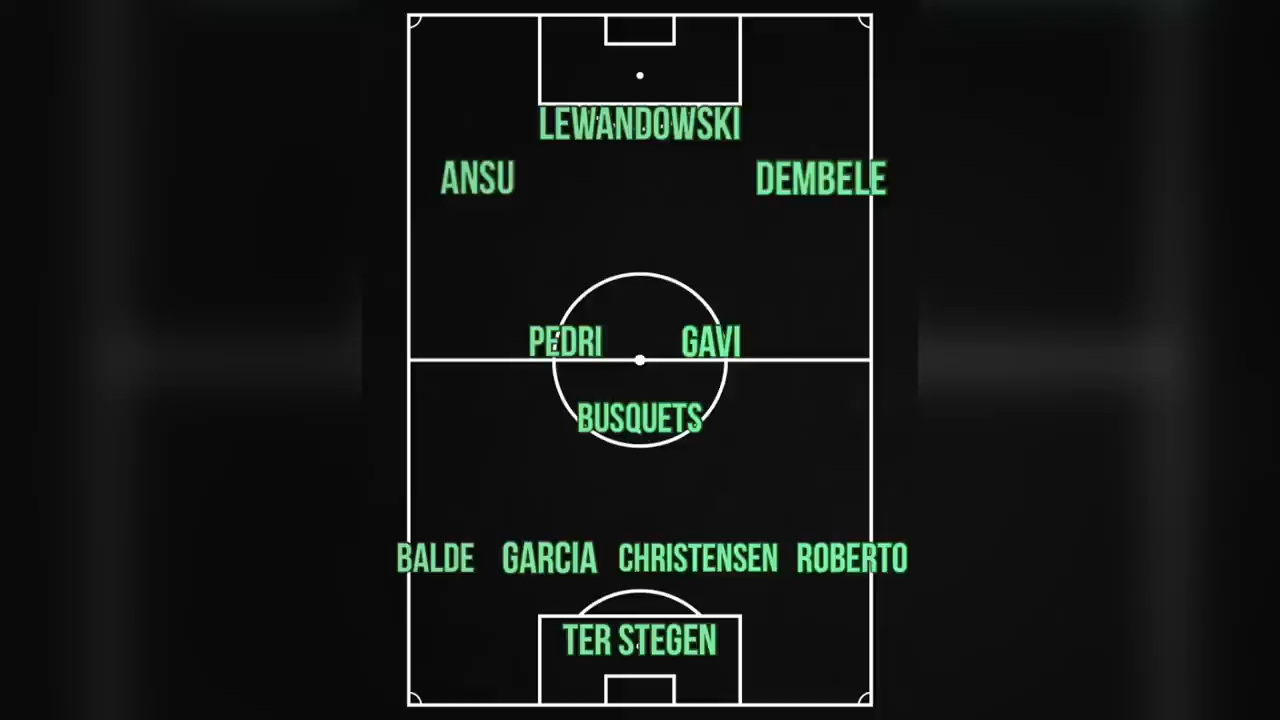 LEWANDOWSKI
ANSU DEMBELE
PEDRI GAVI
BUSQUETS
BALDE GARCIA CHRISTENSEN ROBERTO
TER STEGEN